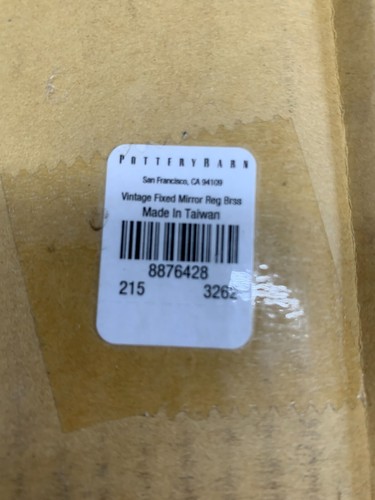 POTTERYBARN
San Francisco, CA 94109
Vintage Fixed Mirror Reg Brss
Made In Taiwan
8876428
215 3262